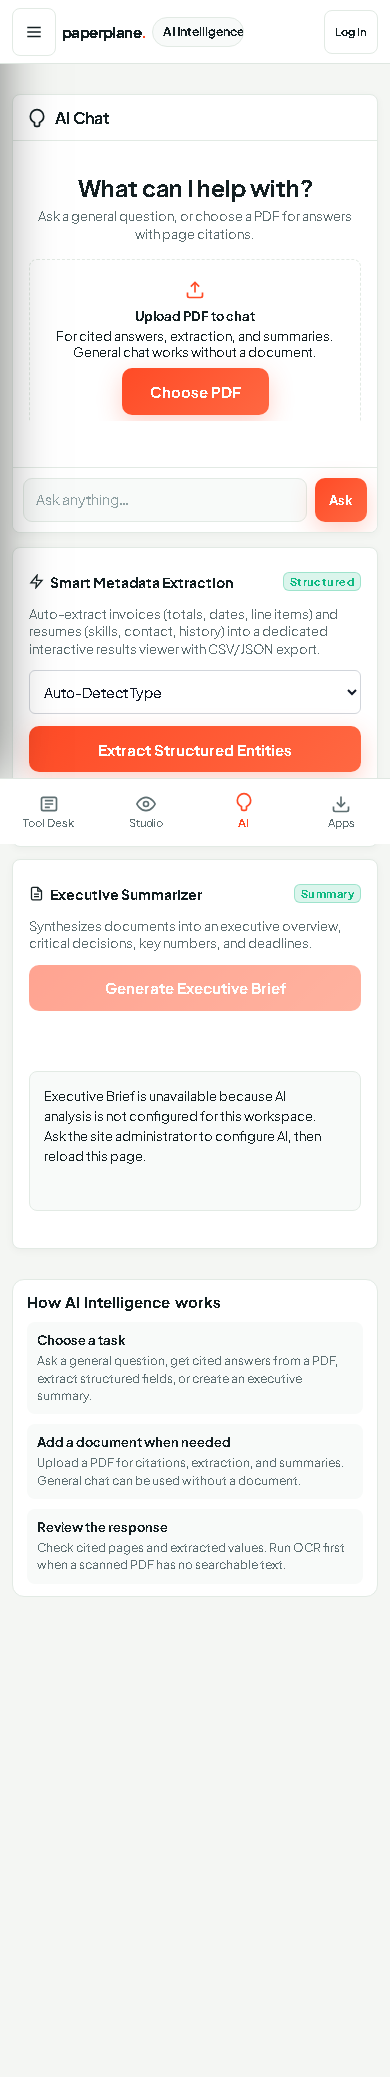 paperplane. AI Intelligence Log In
AI Chat
What can I help with?
Ask a general question, or choose a PDF for answers
with page citations.
Upload PDF to chat
For cited answers, extraction, and summaries.
General chat works without a document.
Choose PDF
Ask anything... Ask
Smart Metadata Extraction Structured
Auto-extract invoices (totals, dates, line items) and
resumes (skills, contact, history) into a dedicated
interactive results viewer with CSV/JSON export.
Auto-Detect Type
Extract Structured Entities
Tool Desk Studio AI Apps
Executive Summarizer Summary
Synthesizes documents into an executive overview,
critical decisions, key numbers, and deadlines.
Generate Executive Brief
Executive Brief is unavailable because AI
analysis is not configured for this workspace.
Ask the site administrator to configure AI, then
reload this page.
How AI Intelligence works
Choose a task
Ask a general question, get cited answers from a PDF,
extract structured fields, or create an executive
summary.
Add a document when needed
Upload a PDF for citations, extraction, and summaries.
General chat can be used without a document.
Review the response
Check cited pages and extracted values. Run OCR first
when a scanned PDF has no searchable text.